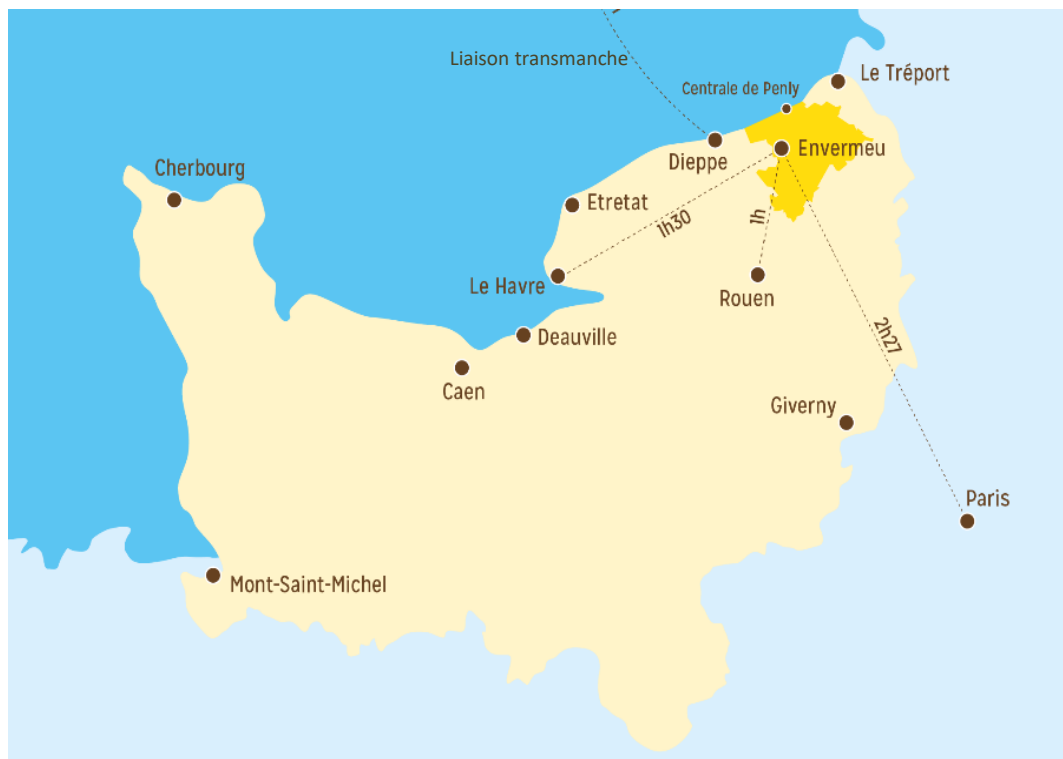 Liaison transmanche
Le Tréport
Centrale de Penly
Envermeu
Dieppe
Cherbourg
Etretat
1h30
1h
Le Havre
Rouen
Deauville
2h27
Caen
Giverny
Paris
Mont-Saint-Michel